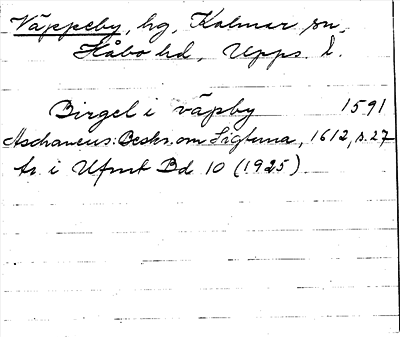 Väppeby, hg, Kalmar sn,
Håbo hd, Upps. l.
Birgel i väpby 1591
Aschaneus: Beskr. om Sigtuna, 1612, s. 27
tr. i Ufmt Bd 10 (1925)